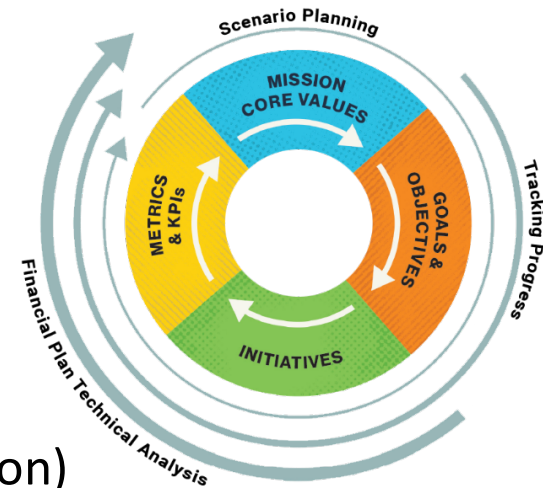 Scenario Planning
MISSION
CORE VALUES
GOALS &
OBJECTIVES
Tracking Progress
INITIATIVES
METRICS
& KPIs
Financial Plan Technical Analysis
on)